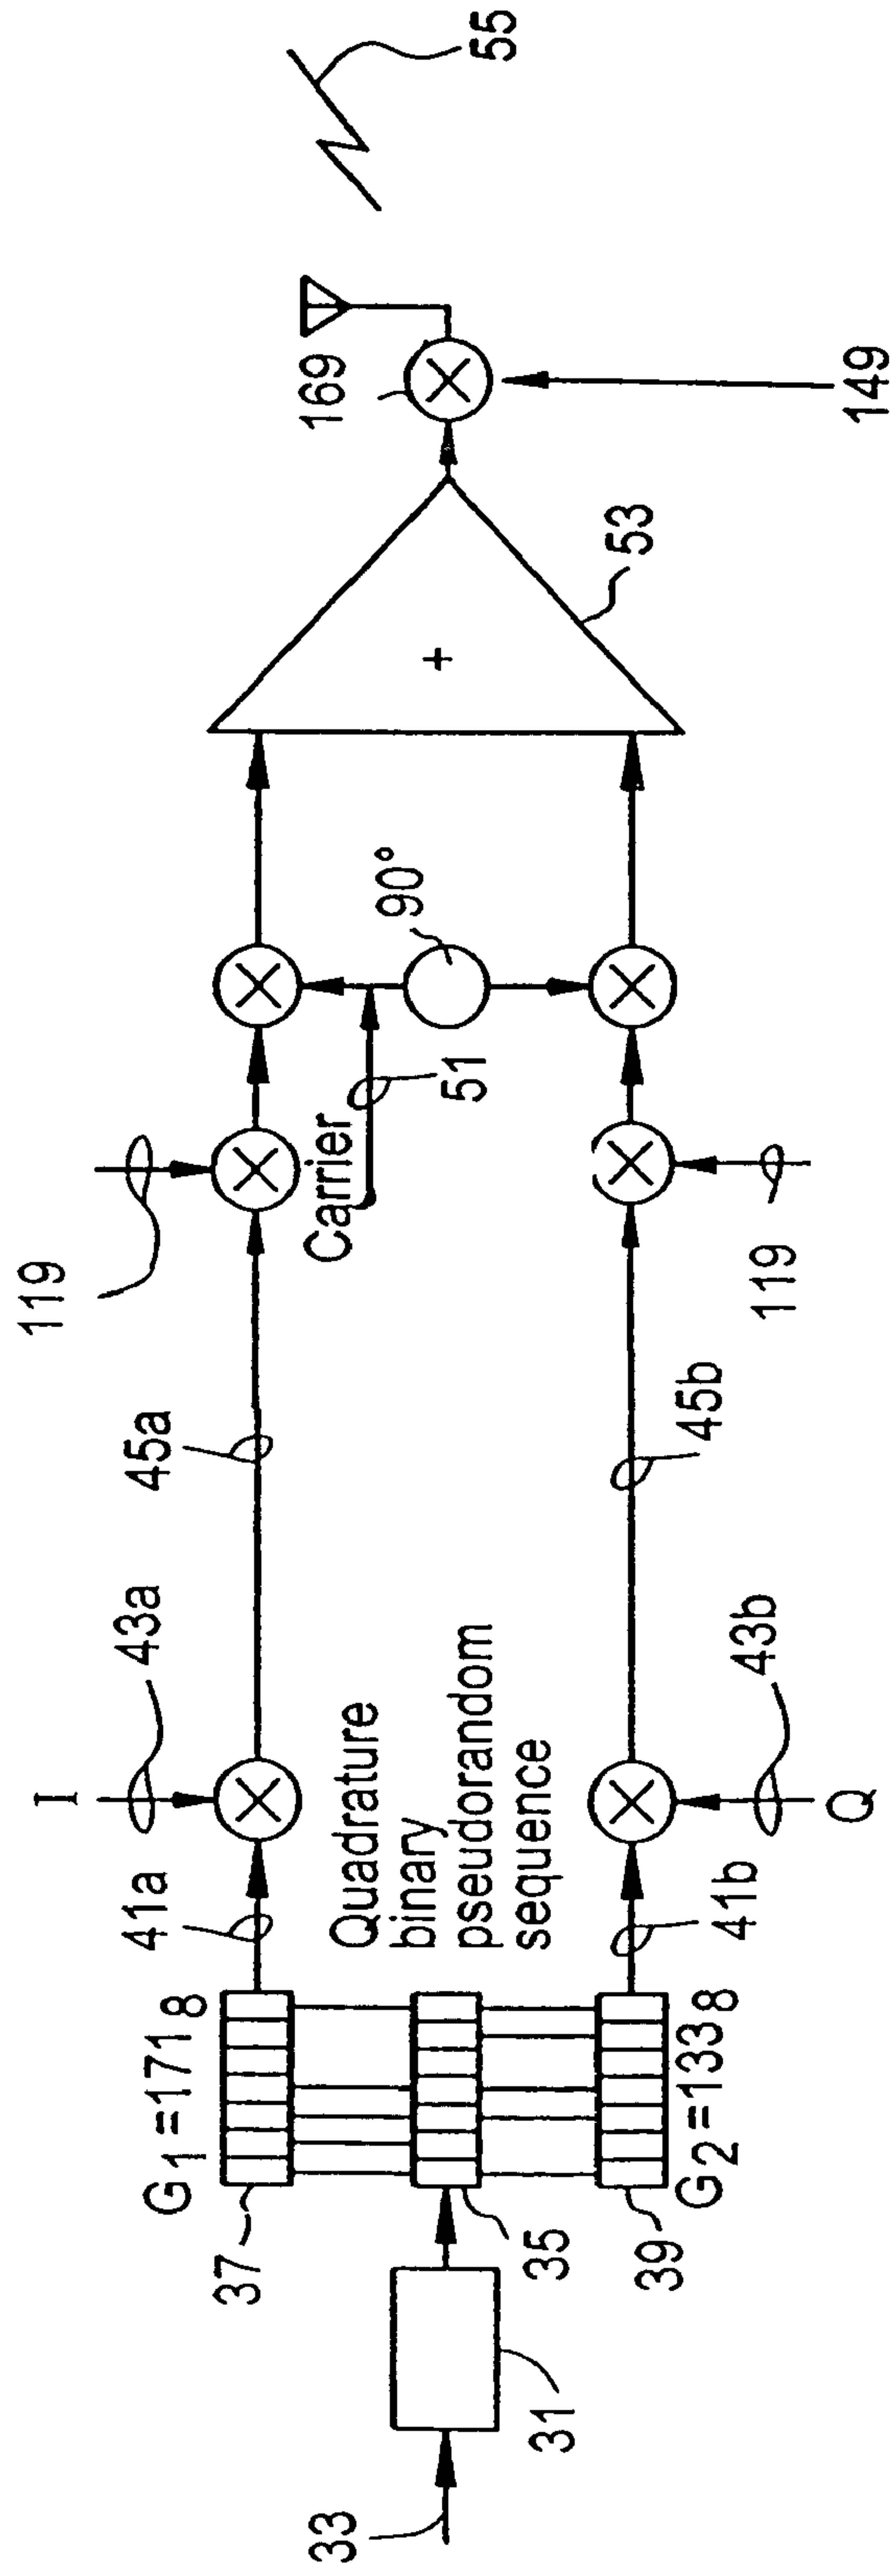 33
31
35
37
G1 =1718
39
G2 =1338
41a
41b
I
43a
Quadrature
binary
pseudorandom
sequence
43b
Q
45a
45b
119
119
Carrier
51
90°
+
53
169
149
55